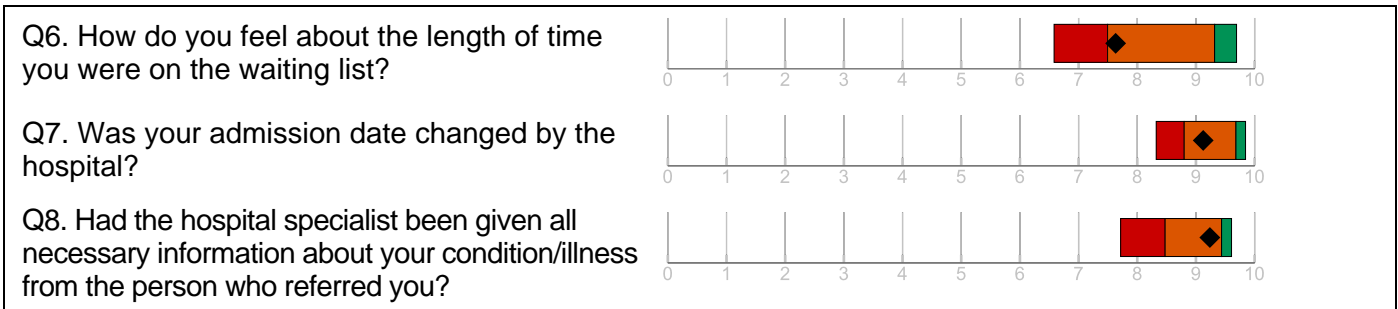 Q6. How do you feel about the length of time
you were on the waiting list?
0 1 2 3 4 5 6 7 8 9 10
Q7. Was your admission date changed by the
hospital?
0 1 2 3 4 5 6 7 8 9 10
Q8. Had the hospital specialist been given all
necessary information about your condition/illness
from the person who referred you?
0 1 2 3 4 5 6 7 8 9 10